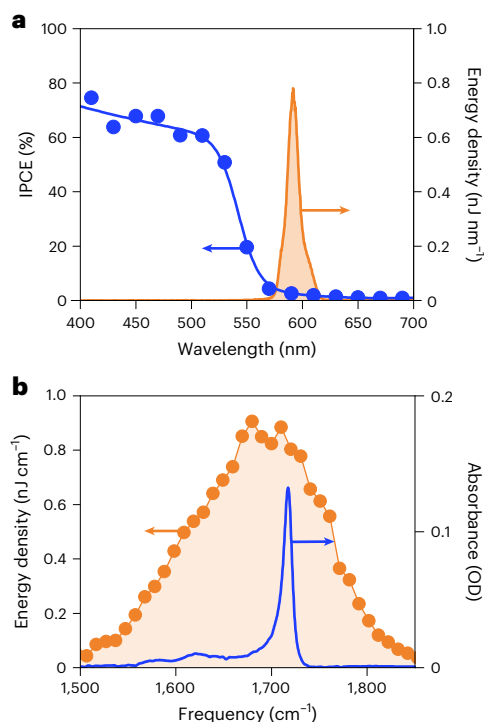 a
100
80
60
40
20
0
IPCE (%)
1.0
0.8
0.6
0.4
0.2
0
Energy density (nJ nm⁻¹)
400 450 500 550 600 650 700
Wavelength (nm)
b
1.0
0.8
0.6
0.4
0.2
0
Energy density (nJ cm⁻¹)
0.2
0.1
0
Absorbance (OD)
1,500 1,600 1,700 1,800
Frequency (cm⁻¹)